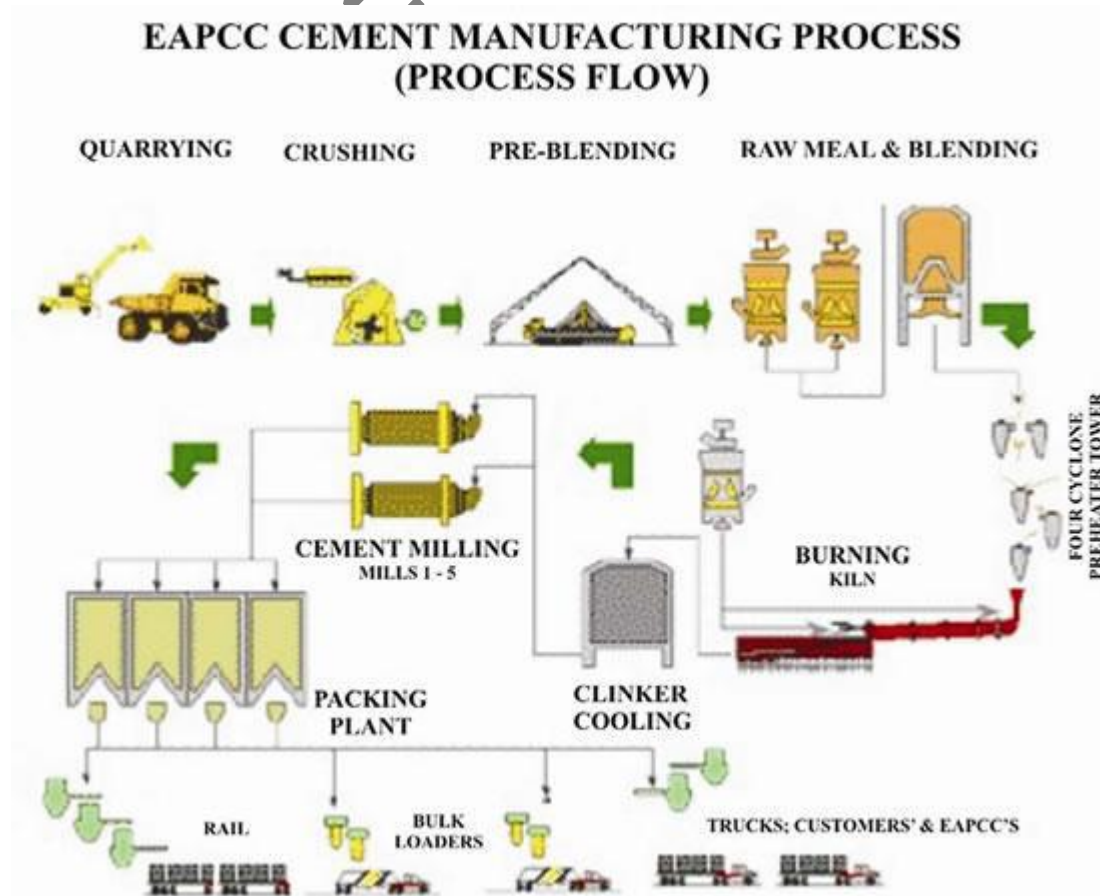 EAPCC CEMENT MANUFACTURING PROCESS
(PROCESS FLOW)
QUARRYING
CRUSHING
PRE-BLENDING
RAW MEAL & BLENDING
FOUR CYCLONE
PREHEATER TOWER
CEMENT MILLING
MILLS 1 - 5
BURNING
KILN
PACKING
PLANT
CLINKER
COOLING
RAIL
BULK
LOADERS
TRUCKS; CUSTOMERS' & EAPCC'S